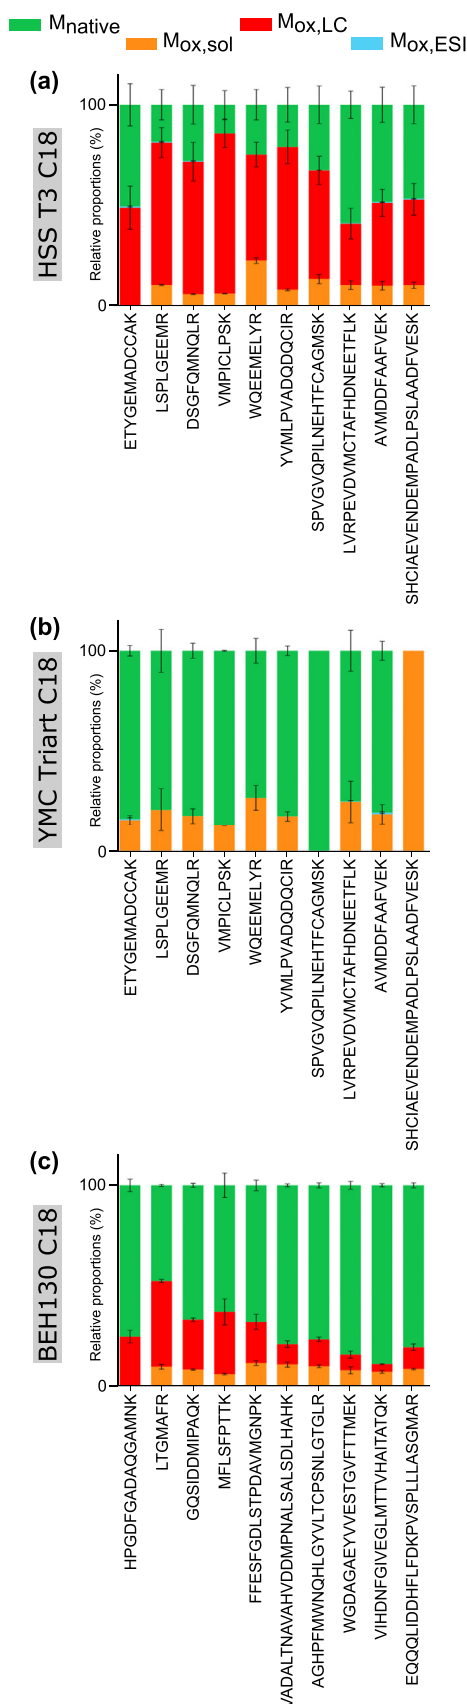 Mnative
Mox,LC
Mox,sol
Mox,ESI
(a)
HSS T3 C18
Relative proportions (%)
100
0
ETYGEMADCCAK
LSPLGEEMR
DSGFQMNQLR
VMPICLPSK
WQEEMELYR
YVMLPVADQDQCIR
SPVGVQPILNEHTFCAGMSK
LVRPEVDVMCTAFHDNEETFLK
AVMDDFAAFVEK
SHCIAEVENDEMPADLPSLAADFVESK
(b)
YMC Triart C18
Relative proportions (%)
100
0
ETYGEMADCCAK
LSPLGEEMR
DSGFQMNQLR
VMPICLPSK
WQEEMELYR
YVMLPVADQDQCIR
SPVGVQPILNEHTFCAGMSK
LVRPEVDVMCTAFHDNEETFLK
AVMDDFAAFVEK
SHCIAEVENDEMPADLPSLAADFVESK
(c)
BEH130 C18
Relative proportions (%)
100
0
HPGDFGADAQGAMNK
LTGMAFR
GQSIDDMIPAQK
MFLSFPTTK
FFESFGDLSTPDAVMGNPK
VADALTNAVAHVDDMPNALSALSDLHAHK
AGHPFMWNQHLGYVLTCPSNLGTGLR
WGDAGAEYVVESTGVFTTMEK
VIHDNFGIVEGLMTTVHAITATQK
EQQQLIDDHFLFDKPVSPLLLASGMAR